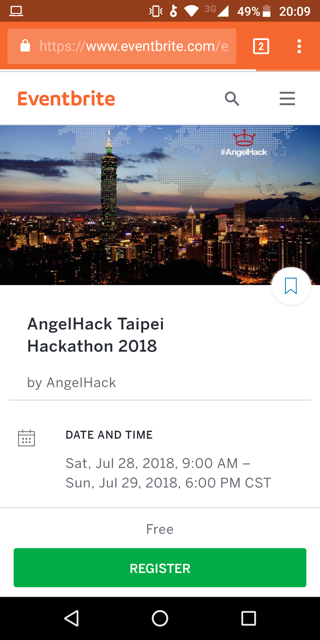 3G 49% 20:09
https://www.eventbrite.com/e
2
Eventbrite
#AngelHack
AngelHack Taipei
Hackathon 2018
by AngelHack
DATE AND TIME
Sat, Jul 28, 2018, 9:00 AM –
Sun, Jul 29, 2018, 6:00 PM CST
Free
REGISTER